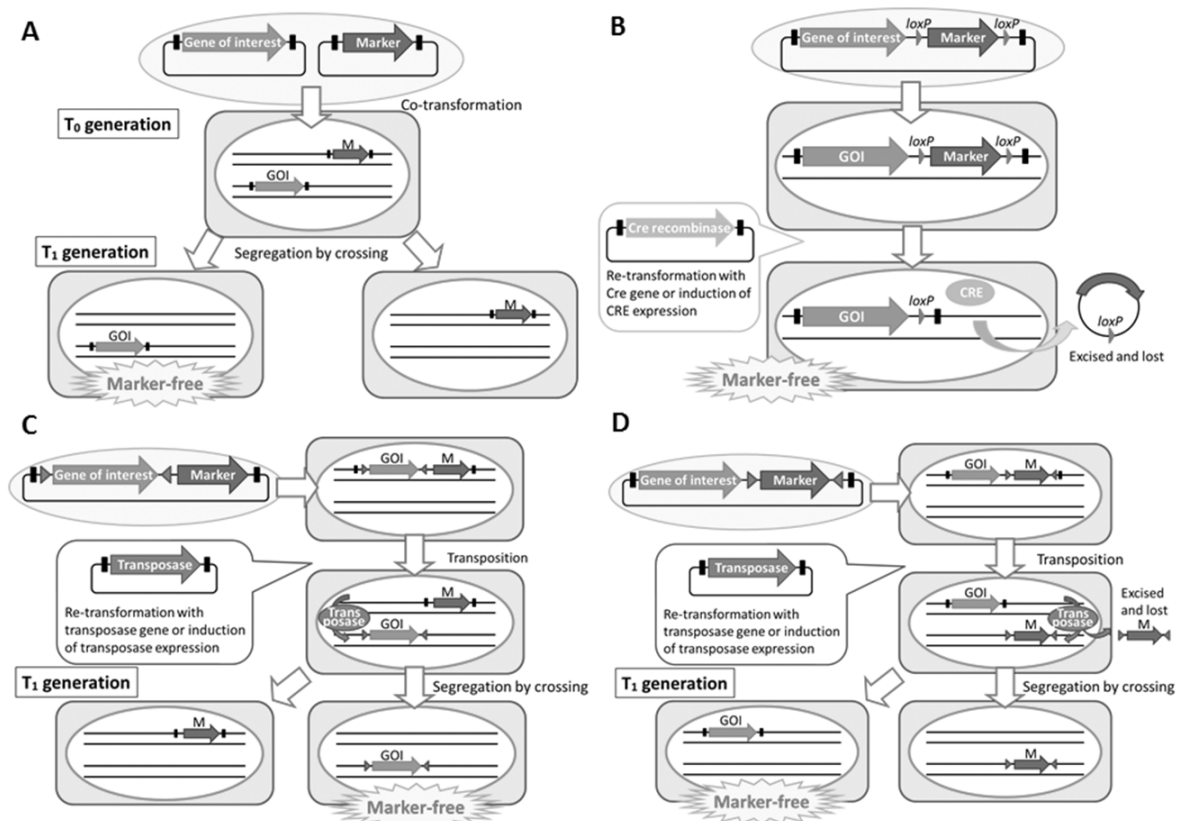 A
Gene of interest
Marker
Co-transformation
T0 generation
M
GOI
T1 generation
Segregation by crossing
GOI
Marker-free
M
B
loxP
loxP
Gene of interest
Marker
loxP
loxP
GOI
Marker
Cre recombinase
Re-transformation with
Cre gene or induction of
CRE expression
CRE
loxP
GOI
loxP
Excised and lost
Marker-free
C
Gene of interest
Marker
GOI
M
Transposition
Transposase
Re-transformation with
transposase gene or induction
of transposase expression
M
Trans
posase
GOI
T1 generation
Segregation by crossing
M
GOI
Marker-free
D
Gene of interest
Marker
GOI
M
Transposition
Transposase
Re-transformation with
transposase gene or induction
of transposase expression
GOI
Trans
posase
M
Excised
and lost
M
T1 generation
Segregation by crossing
GOI
Marker-free
M